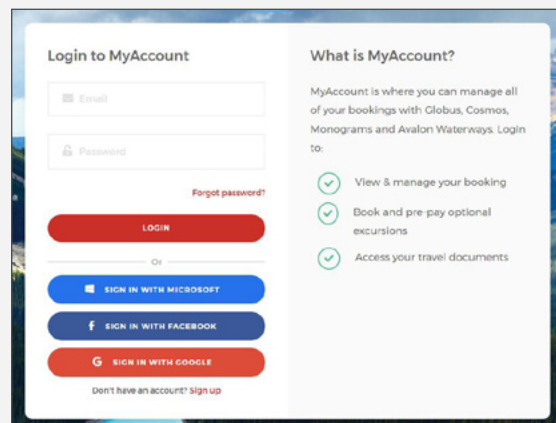 Login to MyAccount
Email
Password
Forgot password?
LOGIN
Or
SIGN IN WITH MICROSOFT
SIGN IN WITH FACEBOOK
G SIGN IN WITH GOOGLE
Don't have an account? Sign up
What is MyAccount?
MyAccount is where you can manage all
of your bookings with Globus, Cosmos,
Monograms and Avalon Waterways. Login
to:
View & manage your booking
Book and pre-pay optional
excursions
Access your travel documents